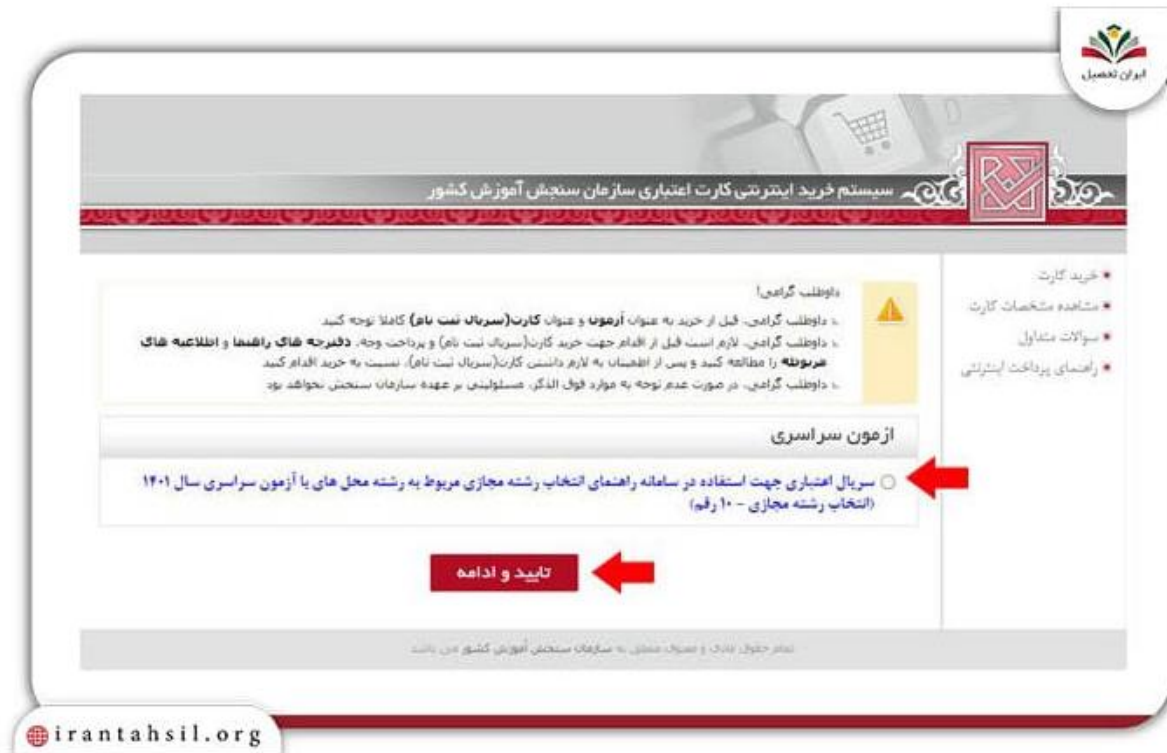 ایران تحصیل
سیستم خرید اینترنتی کارت اعتباری سازمان سنجش آموزش کشور
خرید کارت
مشاهده مشخصات کارت
سوالات متداول
راهنمای پرداخت اینترنتی
داوطلب گرامی!
داوطلب گرامی، قبل از خرید به عنوان آزمون و عنوان کارت(سریال ثبت نام) کاملا توجه کنید
داوطلب گرامی، لازم است قبل از اقدام جهت خرید کارت(سریال ثبت نام) و پرداخت وجه، دفترچه های راهنما و اطلاعیه های
مربوطه را مطالعه کنید و پس از اطمینان به لازم داشتن کارت(سریال ثبت نام)، نسبت به خرید اقدام کنید
داوطلب گرامی، در صورت عدم توجه به موارد فوق الذکر، مسئولیتی بر عهده سازمان سنجش نخواهد بود
ازمون سراسری
سریال اعتباری جهت استفاده در سامانه راهنمای انتخاب رشته مجازی مربوط به رشته محل های با آزمون سراسری سال ۱۴۰۱
(انتخاب رشته مجازی - ۱۰ رقم)
تایید و ادامه
تمام حقوق مادی و معنوی متعلق به سازمان سنجش آموزش کشور می باشد
irantahsil.org